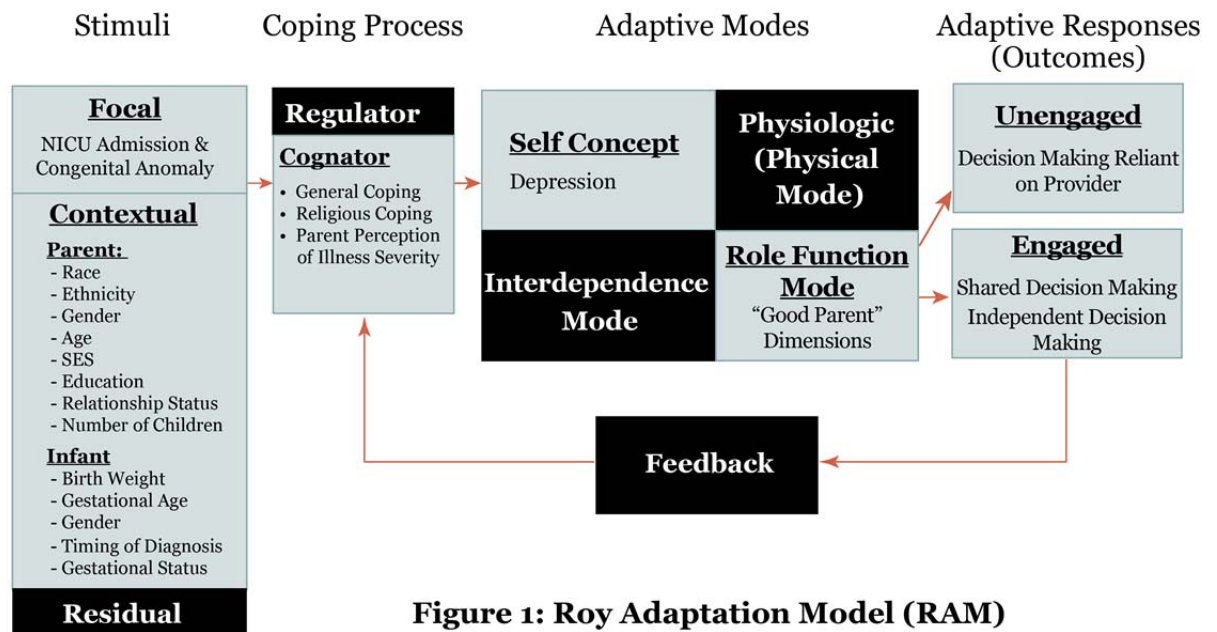 Stimuli
Coping Process
Adaptive Modes
Adaptive Responses
(Outcomes)
Focal
NICU Admission &
Congenital Anomaly
Contextual
Parent:
- Race
- Ethnicity
- Gender
- Age
- SES
- Education
- Relationship Status
- Number of Children
Infant
- Birth Weight
- Gestational Age
- Gender
- Timing of Diagnosis
- Gestational Status
Residual
Regulator
Cognator
• General Coping
• Religious Coping
• Parent Perception
of Illness Severity
Self Concept
Depression
Physiologic
(Physical
Mode)
Interdependence
Mode
Role Function
Mode
“Good Parent”
Dimensions
Unengaged
Decision Making Reliant
on Provider
Engaged
Shared Decision Making
Independent Decision
Making
Feedback
Figure 1: Roy Adaptation Model (RAM)